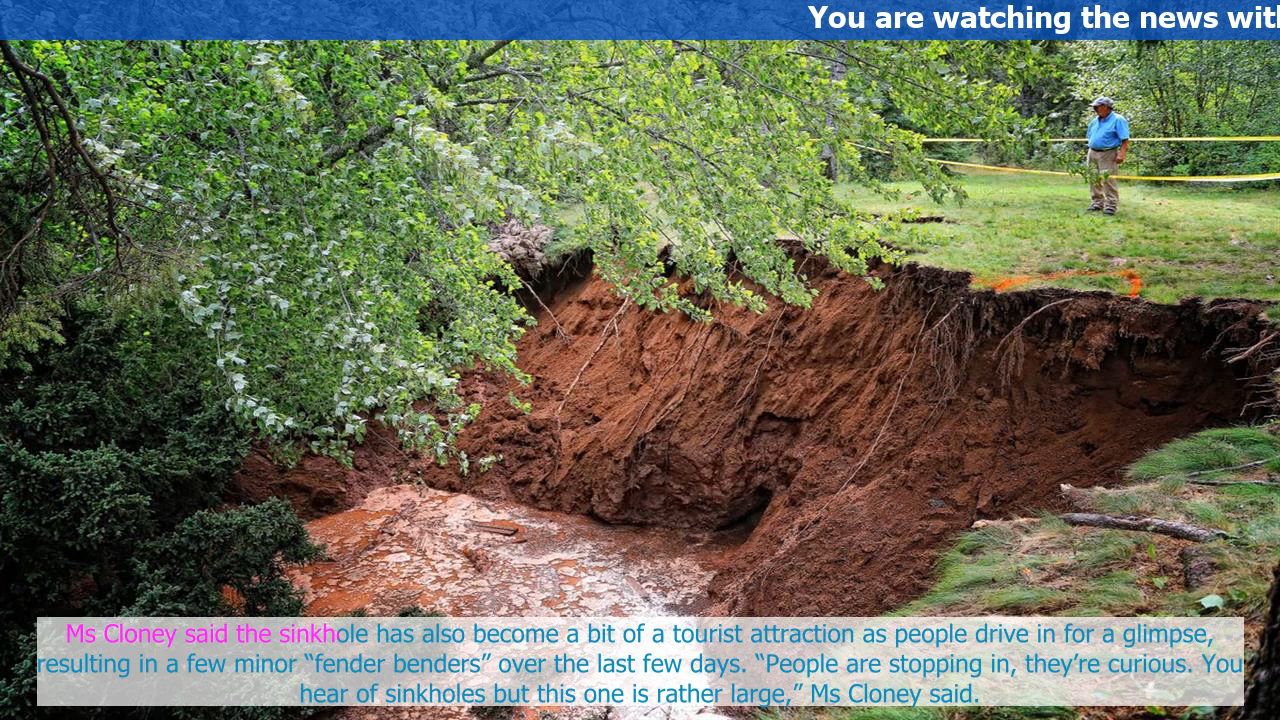 You are watching the news with
Ms Cloney said the sinkhole has also become a bit of a tourist attraction as people drive in for a glimpse,
resulting in a few minor “fender benders” over the last few days. “People are stopping in, they’re curious. You
hear of sinkholes but this one is rather large,” Ms Cloney said.